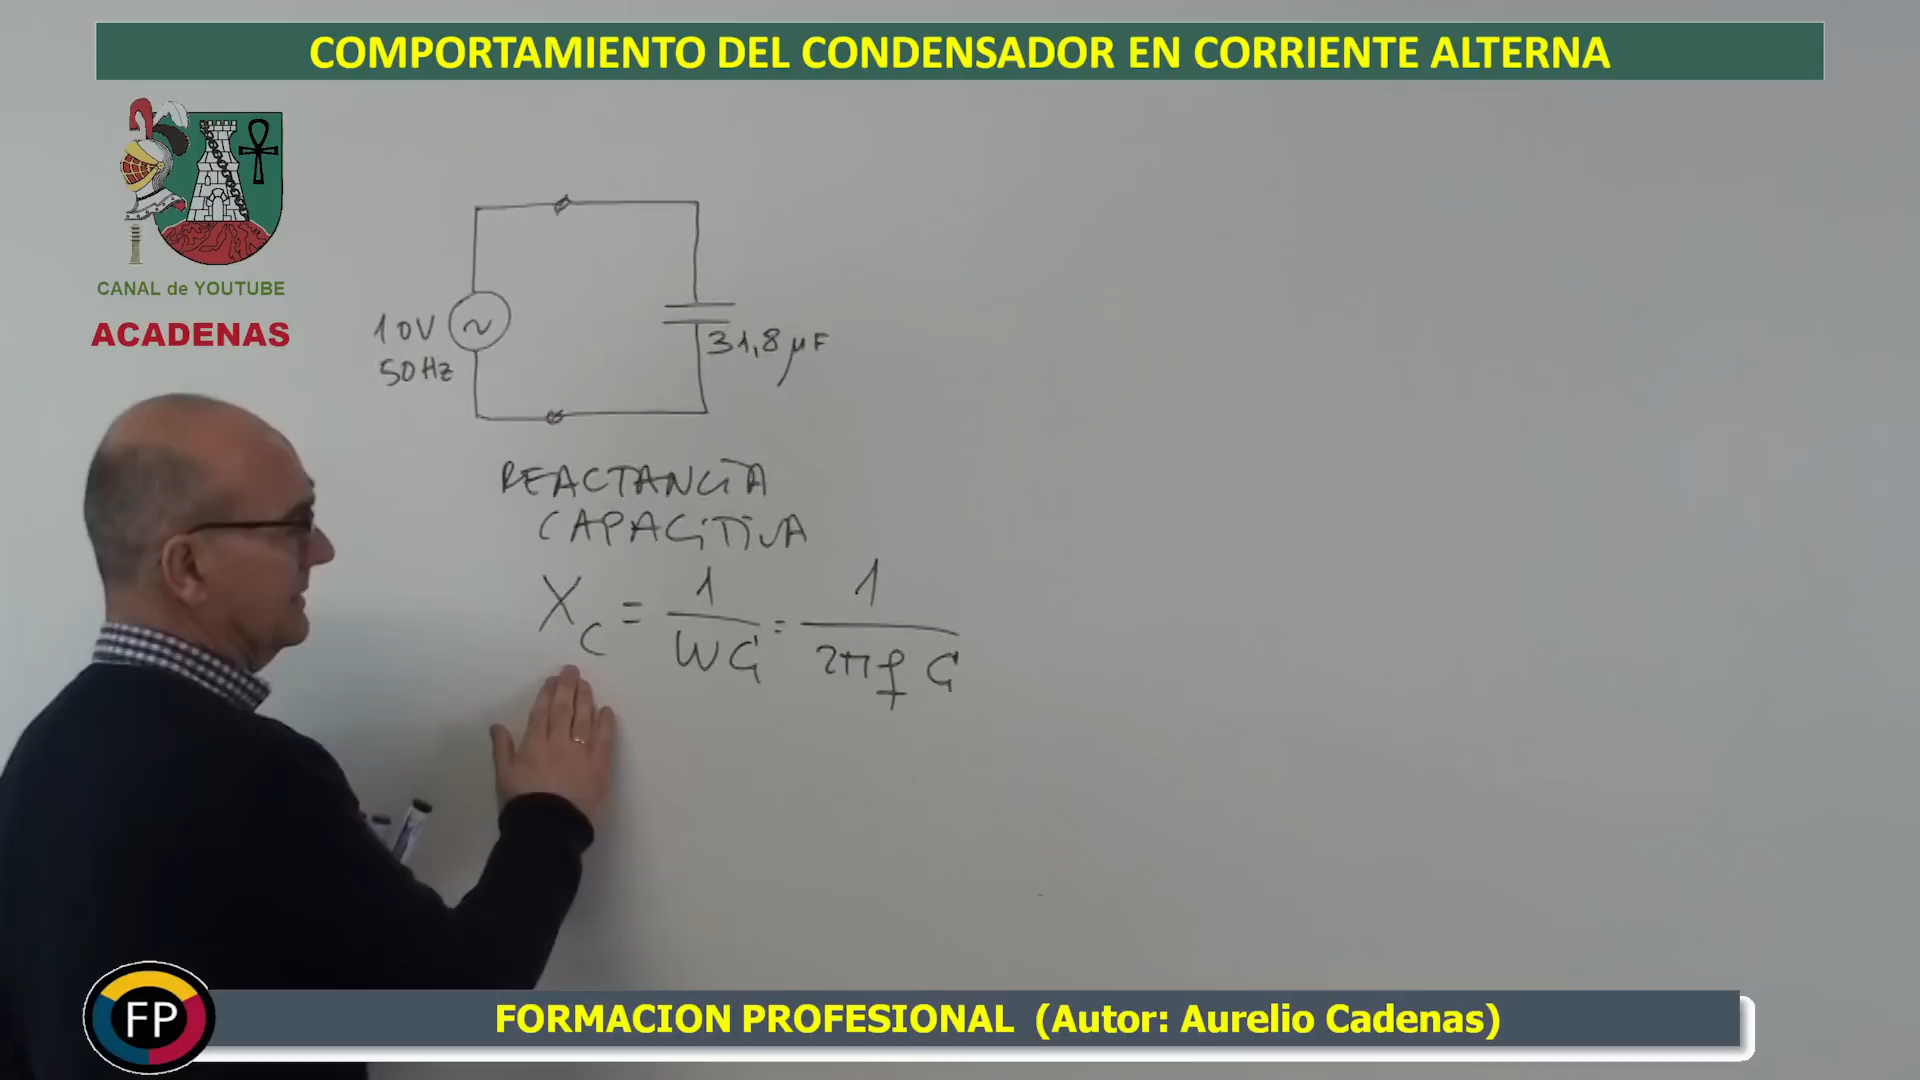 COMPORTAMIENTO DEL CONDENSADOR EN CORRIENTE ALTERNA
CANAL de YOUTUBE
ACADENAS
10V
50Hz
31,8 μF
REACTANCIA
CAPACITIVA
X_C = 1/WC = 1/2πfC
FP
FORMACION PROFESIONAL (Autor: Aurelio Cadenas)